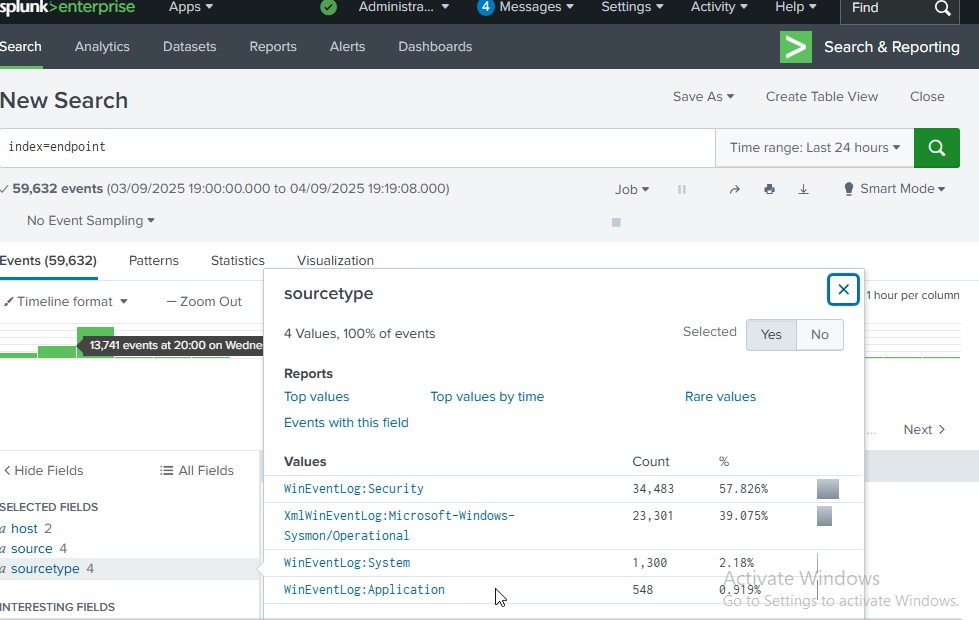 splunk>enterprise Apps ▾ Administra... ▾ 4 Messages ▾ Settings ▾ Activity ▾ Help ▾ Find
Search Analytics Datasets Reports Alerts Dashboards > Search & Reporting
New Search Save As ▾ Create Table View Close
index=endpoint Time range: Last 24 hours ▾
✓ 59,632 events (03/09/2025 19:00:00.000 to 04/09/2025 19:19:08.000) Job ▾ Smart Mode ▾
No Event Sampling ▾
Events (59,632) Patterns Statistics Visualization
Timeline format ▾ — Zoom Out 1 hour per column
13,741 events at 20:00 on Wedne
sourcetype
4 Values, 100% of events Selected Yes No
Reports
Top values Top values by time Rare values
Events with this field
... Next >
Values Count %
WinEventLog:Security 34,483 57.826%
XmlWinEventLog:Microsoft-Windows-
Sysmon/Operational 23,301 39.075%
WinEventLog:System 1,300 2.18%
WinEventLog:Application 548 0.919%
< Hide Fields All Fields
SELECTED FIELDS
a host 2
a source 4
a sourcetype 4
INTERESTING FIELDS
Activate Windows
Go to Settings to activate Windows.